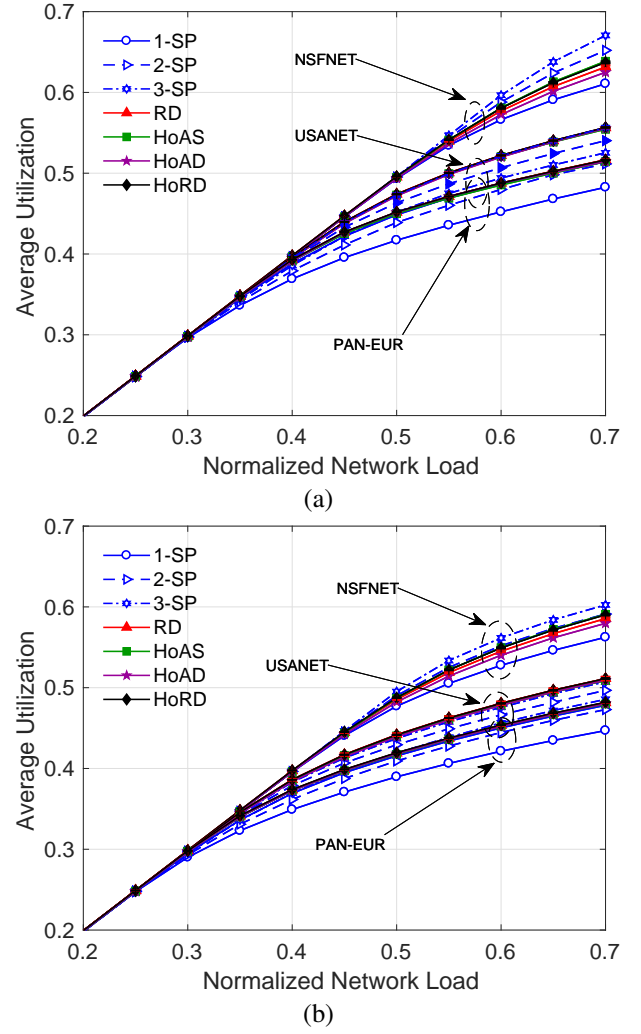 0.7
0.6
0.5
0.4
0.3
0.2
Average Utilization
1-SP
2-SP
3-SP
RD
HoAS
HoAD
HoRD
NSFNET
USANET
PAN-EUR
0.2 0.3 0.4 0.5 0.6 0.7
Normalized Network Load
(a)
0.7
0.6
0.5
0.4
0.3
0.2
Average Utilization
1-SP
2-SP
3-SP
RD
HoAS
HoAD
HoRD
NSFNET
USANET
PAN-EUR
0.2 0.3 0.4 0.5 0.6 0.7
Normalized Network Load
(b)